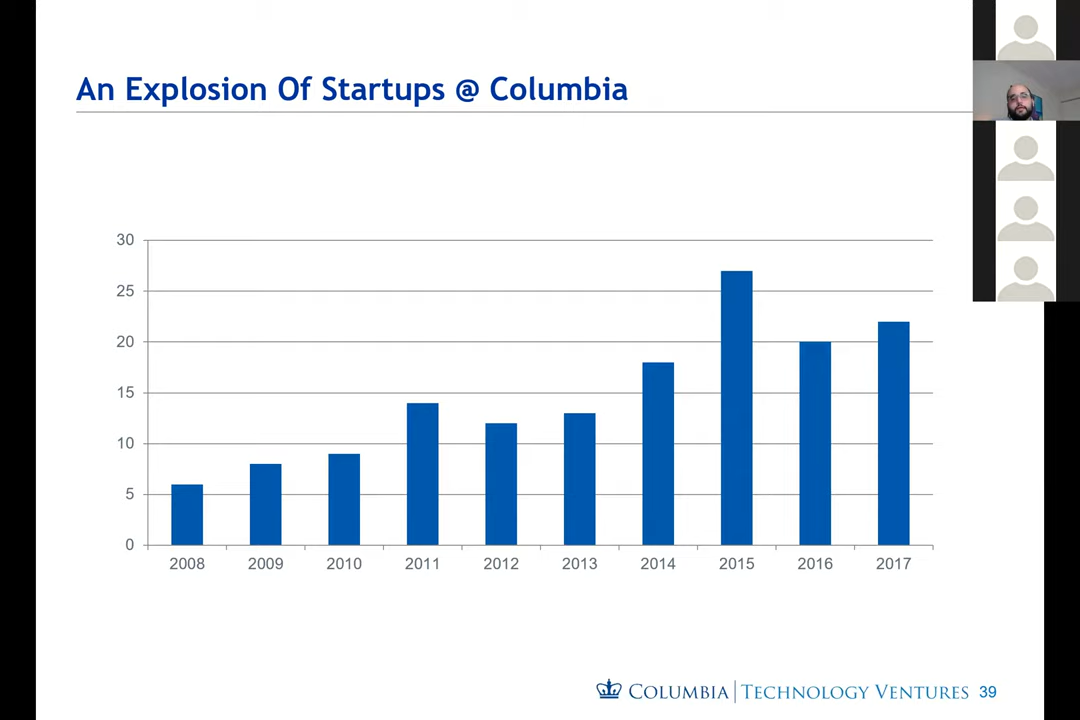 An Explosion Of Startups @ Columbia
30
25
20
15
10
5
0
2008 2009 2010 2011 2012 2013 2014 2015 2016 2017
COLUMBIA | TECHNOLOGY VENTURES 39